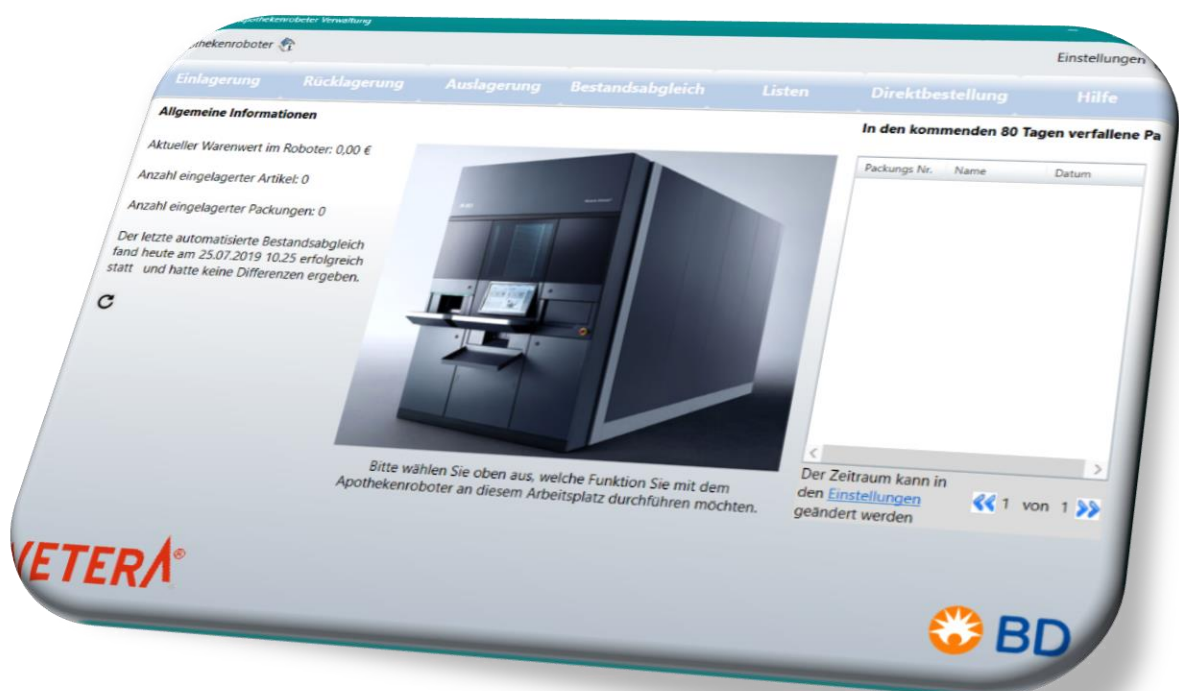 Apothekenroboter Verwaltung
Apothekenroboter
Einstellungen
Einlagerung Rücklagerung Auslagerung Bestandsabgleich Listen Direktbestellung Hilfe
Allgemeine Informationen
Aktueller Warenwert im Roboter: 0,00 €
Anzahl eingelagerter Artikel: 0
Anzahl eingelagerter Packungen: 0
Der letzte automatisierte Bestandsabgleich
fand heute am 25.07.2019 10.25 erfolgreich
statt und hatte keine Differenzen ergeben.
Bitte wählen Sie oben aus, welche Funktion Sie mit dem
Apothekenroboter an diesem Arbeitsplatz durchführen möchten.
In den kommenden 80 Tagen verfallene Pa
Packungs Nr. Name Datum
Der Zeitraum kann in
den Einstellungen
geändert werden
1 von 1
VETERA®
BD